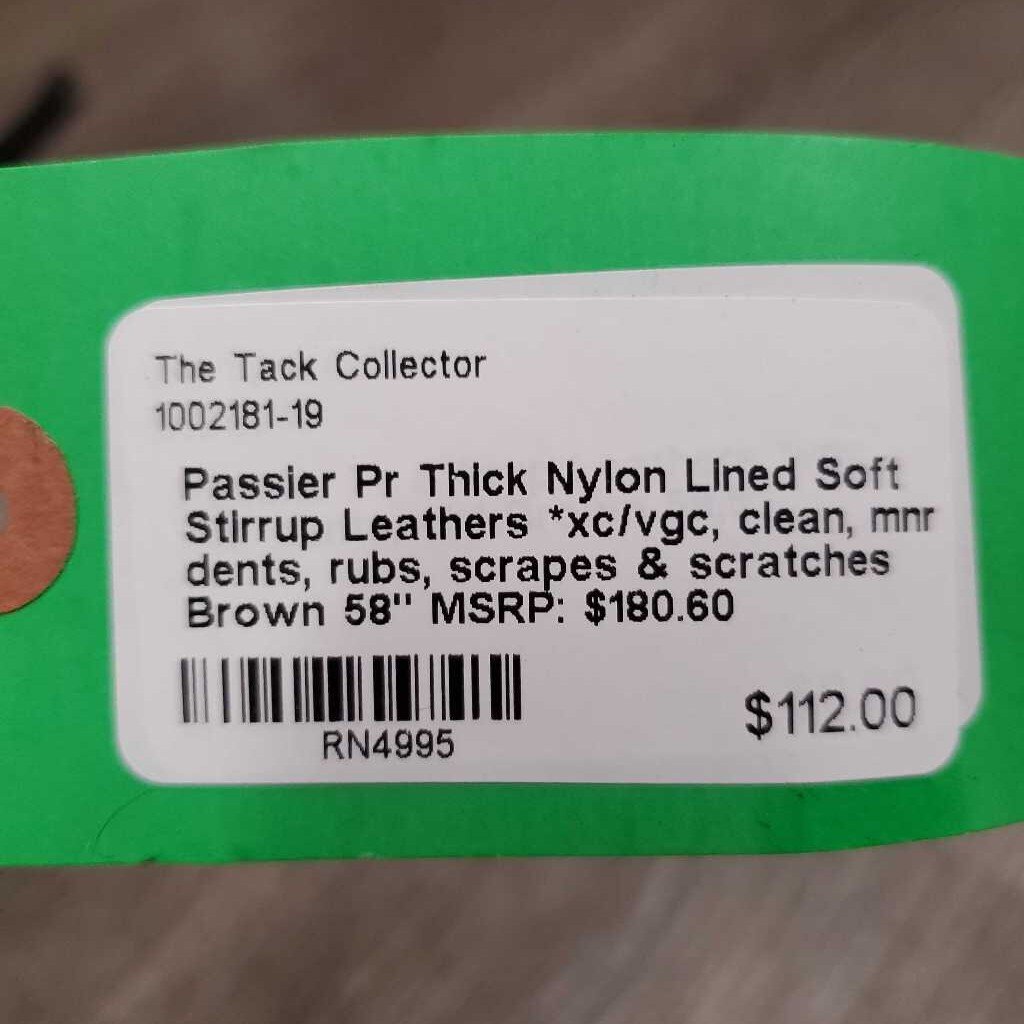 The Tack Collector
1002181-19
Passier Pr Thick Nylon Lined Soft
Stirrup Leathers *xc/vgc, clean, mnr
dents, rubs, scrapes & scratches
Brown 58" MSRP: $180.60
RN4995
$112.00